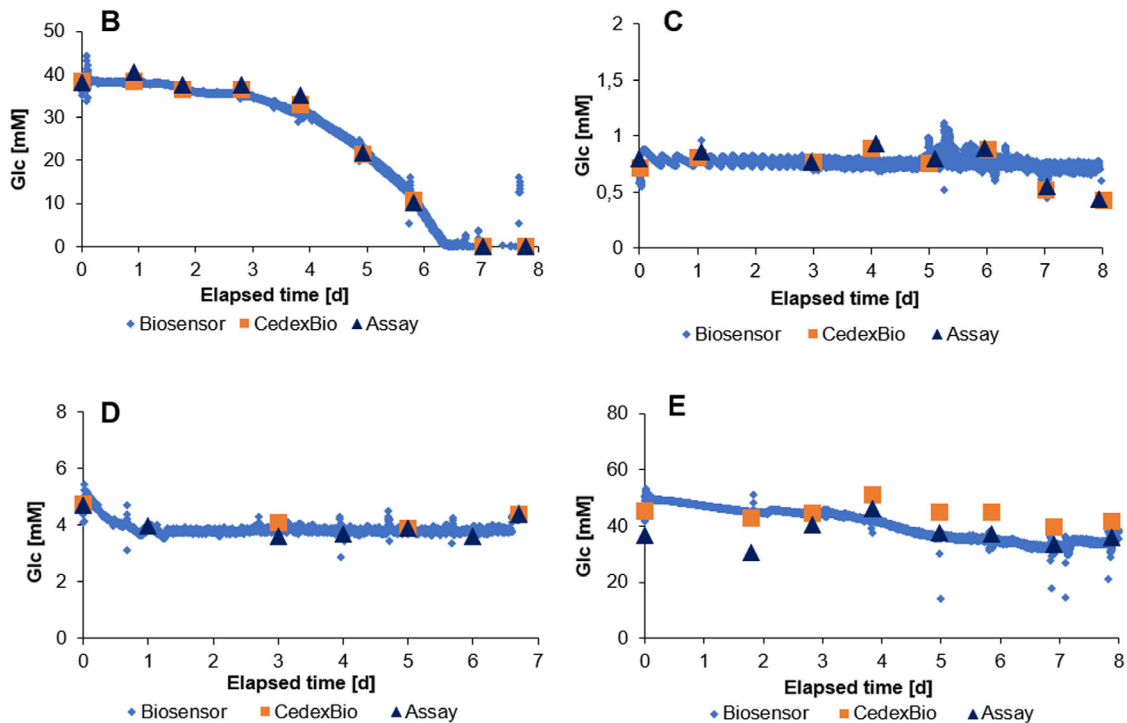 B
50
40
30
20
10
0
Glc [mM]
0 1 2 3 4 5 6 7 8
Elapsed time [d]
Biosensor CedexBio Assay
C
2
1,5
1
0,5
0
Glc [mM]
0 1 2 3 4 5 6 7 8
Elapsed time [d]
Biosensor CedexBio Assay
D
8
6
4
2
0
Glc [mM]
0 1 2 3 4 5 6 7
Elapsed time [d]
Biosensor CedexBio Assay
E
80
60
40
20
0
Glc [mM]
0 1 2 3 4 5 6 7 8
Elapsed time [d]
Biosensor CedexBio Assay